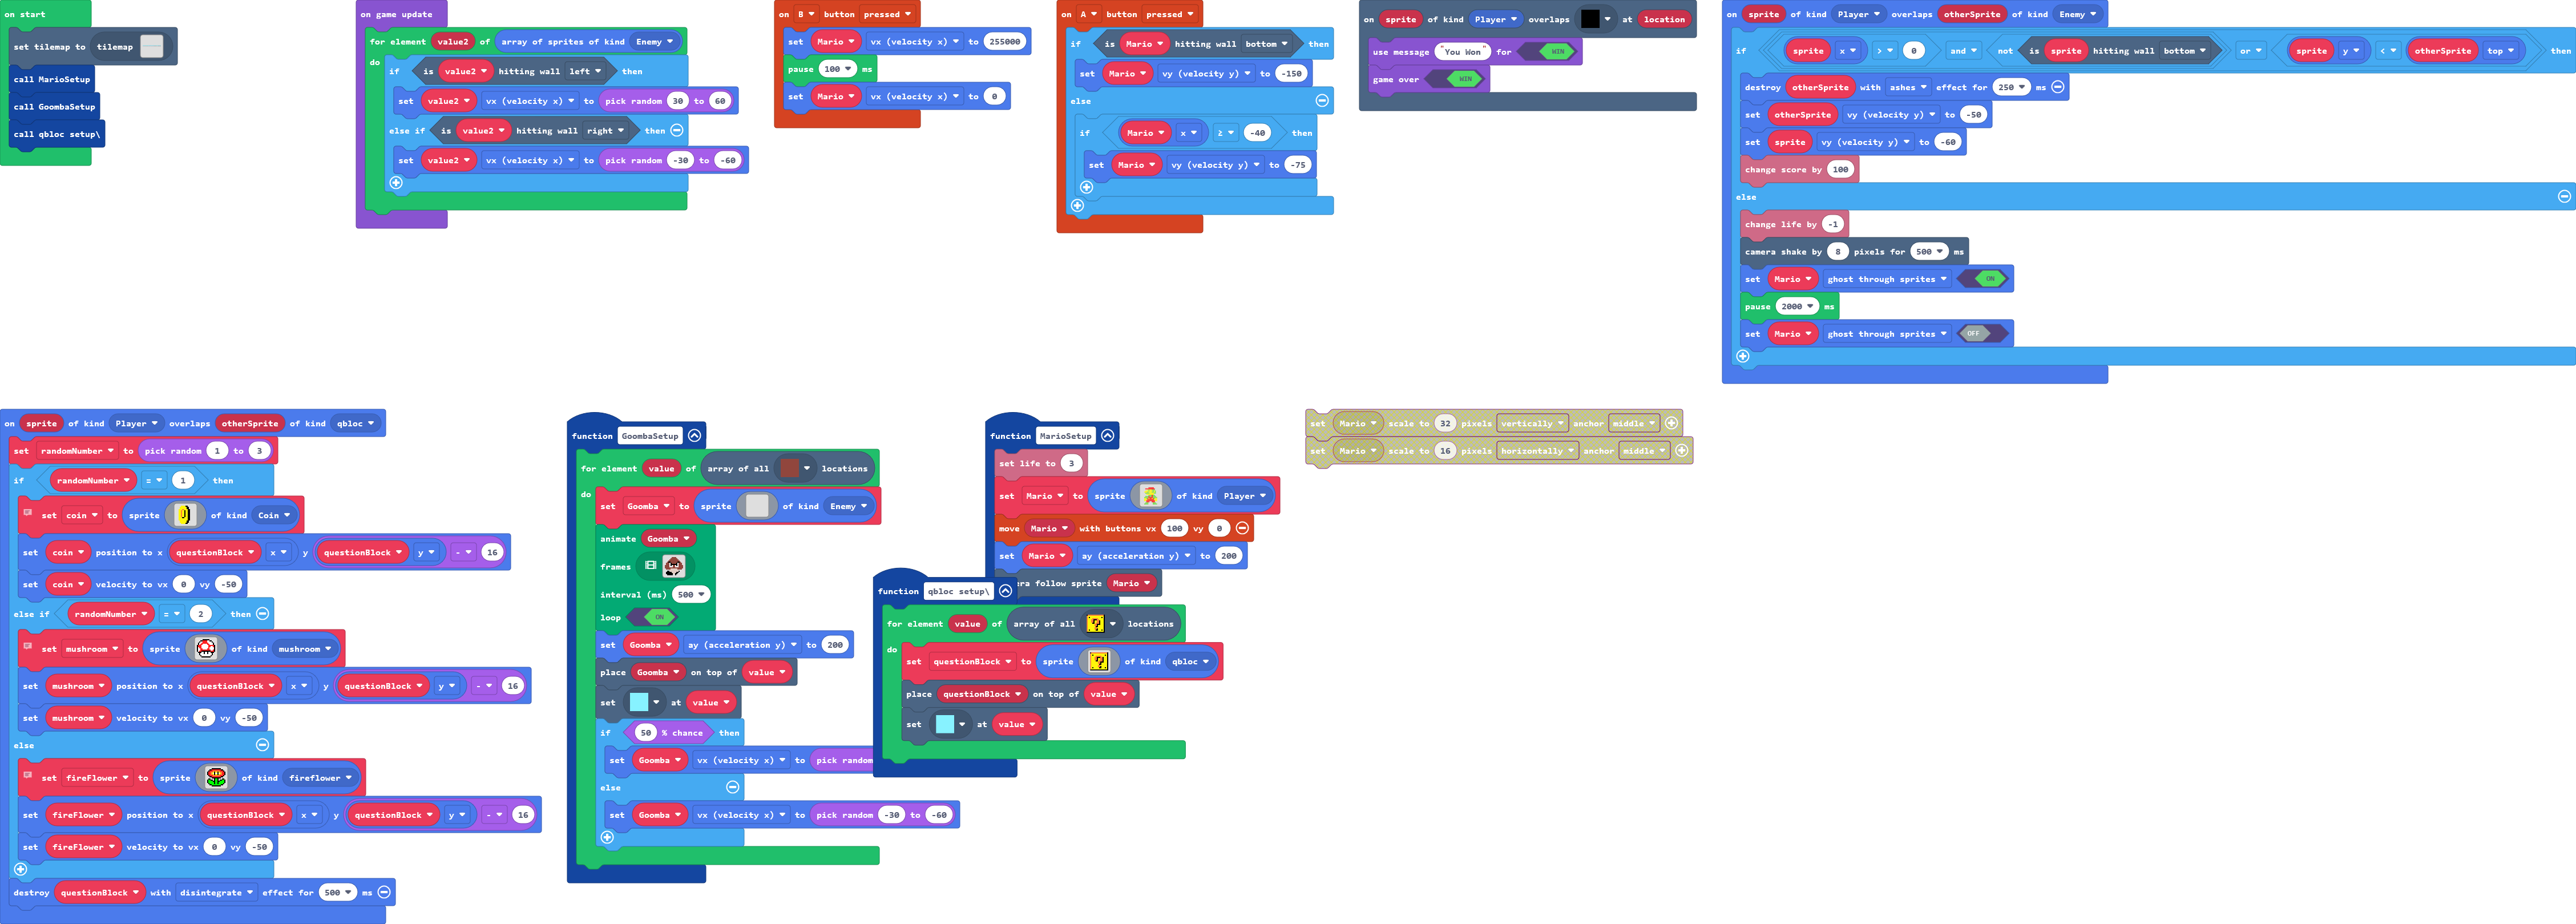 on start
set tilemap to tilemap
call MarioSetup
call GoombaSetup
call qbloc setup\
on game update
for element value2 of array of sprites of kind Enemy
do
if is value2 hitting wall left then
set value2 vx (velocity x) to pick random 30 to 60
else if is value2 hitting wall right then
set value2 vx (velocity x) to pick random -30 to -60
on B button pressed
set Mario vx (velocity x) to 255000
pause 100 ms
set Mario vx (velocity x) to 0
on A button pressed
if is Mario hitting wall bottom then
set Mario vy (velocity y) to -150
else
if Mario x ≥ -40 then
set Mario vy (velocity y) to -75
on sprite of kind Player overlaps at location
use message "You Won" for WIN
game over WIN
on sprite of kind Player overlaps otherSprite of kind Enemy
if sprite x > 0 and not is sprite hitting wall bottom or sprite y < otherSprite top then
destroy otherSprite with ashes effect for 250 ms
set otherSprite vy (velocity y) to -50
set sprite vy (velocity y) to -60
change score by 100
else
change life by -1
camera shake by 8 pixels for 500 ms
set Mario ghost through sprites ON
pause 2000 ms
set Mario ghost through sprites OFF
on sprite of kind Player overlaps otherSprite of kind qbloc
set randomNumber to pick random 1 to 3
if randomNumber = 1 then
set coin to sprite of kind Coin
set coin position to x questionBlock x y questionBlock y - 16
set coin velocity to vx 0 vy -50
else if randomNumber = 2 then
set mushroom to sprite of kind mushroom
set mushroom position to x questionBlock x y questionBlock y - 16
set mushroom velocity to vx 0 vy -50
else
set fireFlower to sprite of kind fireflower
set fireFlower position to x questionBlock x y questionBlock y - 16
set fireFlower velocity to vx 0 vy -50
destroy questionBlock with disintegrate effect for 500 ms
function GoombaSetup
for element value of array of all locations
do
set Goomba to sprite of kind Enemy
animate Goomba
frames
interval (ms) 500
loop ON
set Goomba ay (acceleration y) to 200
place Goomba on top of value
set at value
if 50 % chance then
set Goomba vx (velocity x) to pick random
else
set Goomba vx (velocity x) to pick random -30 to -60
function MarioSetup
set life to 3
set Mario to sprite of kind Player
move Mario with buttons vx 100 vy 0
set Mario ay (acceleration y) to 200
era follow sprite Mario
function qbloc setup\
for element value of array of all locations
do
set questionBlock to sprite of kind qbloc
place questionBlock on top of value
set at value
set Mario scale to 32 pixels vertically anchor middle
set Mario scale to 16 pixels horizontally anchor middle